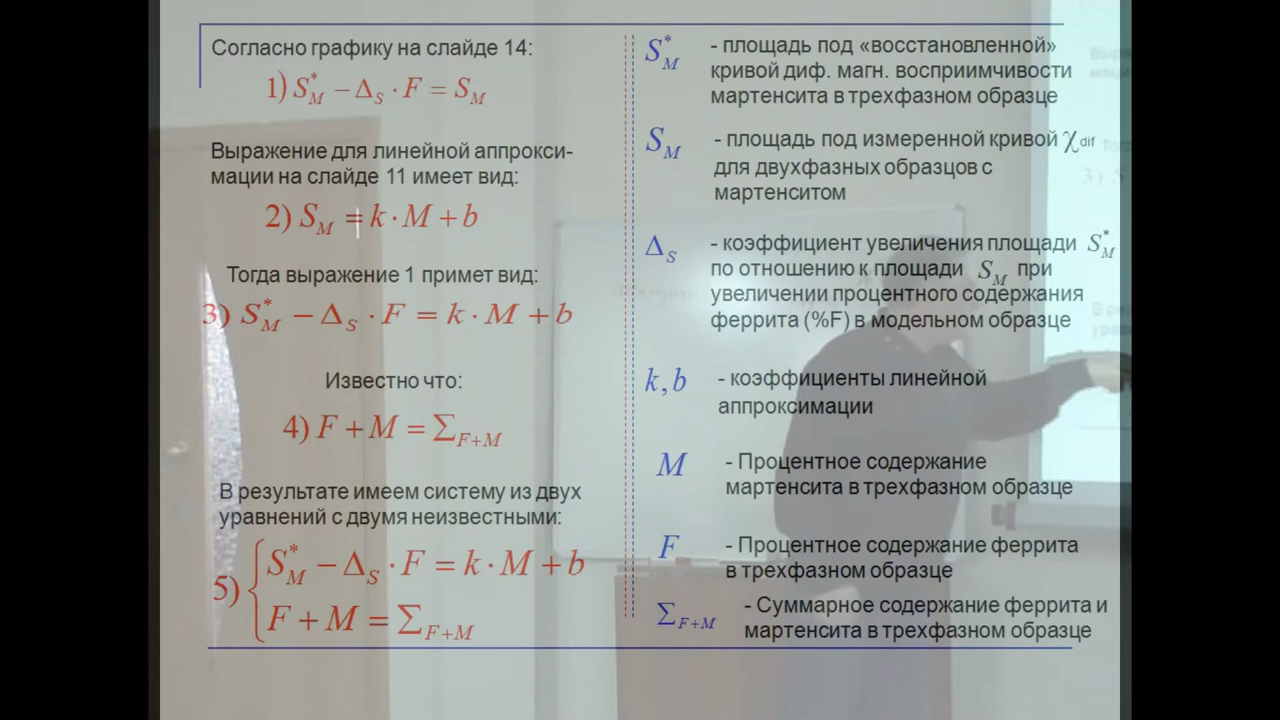 Согласно графику на слайде 14:
1) S*_M − Δ_S · F = S_M
Выражение для линейной аппрокси-
мации на слайде 11 имеет вид:
2) S_M = k · M + b
Тогда выражение 1 примет вид:
3) S*_M − Δ_S · F = k · M + b
Известно что:
4) F + M = Σ_F+M
В результате имеем систему из двух
уравнений с двумя неизвестными:
5) { S*_M − Δ_S · F = k · M + b
F + M = Σ_F+M
S*_M - площадь под «восстановленной»
кривой диф. магн. восприимчивости
мартенсита в трехфазном образце
S_M - площадь под измеренной кривой χdif
для двухфазных образцов с
мартенситом
Δ_S - коэффициент увеличения площади S*_M
по отношению к площади S_M при
увеличении процентного содержания
феррита (%F) в модельном образце
k, b - коэффициенты линейной
аппроксимации
M - Процентное содержание
мартенсита в трехфазном образце
F - Процентное содержание феррита
в трехфазном образце
Σ_F+M - Суммарное содержание феррита и
мартенсита в трехфазном образце